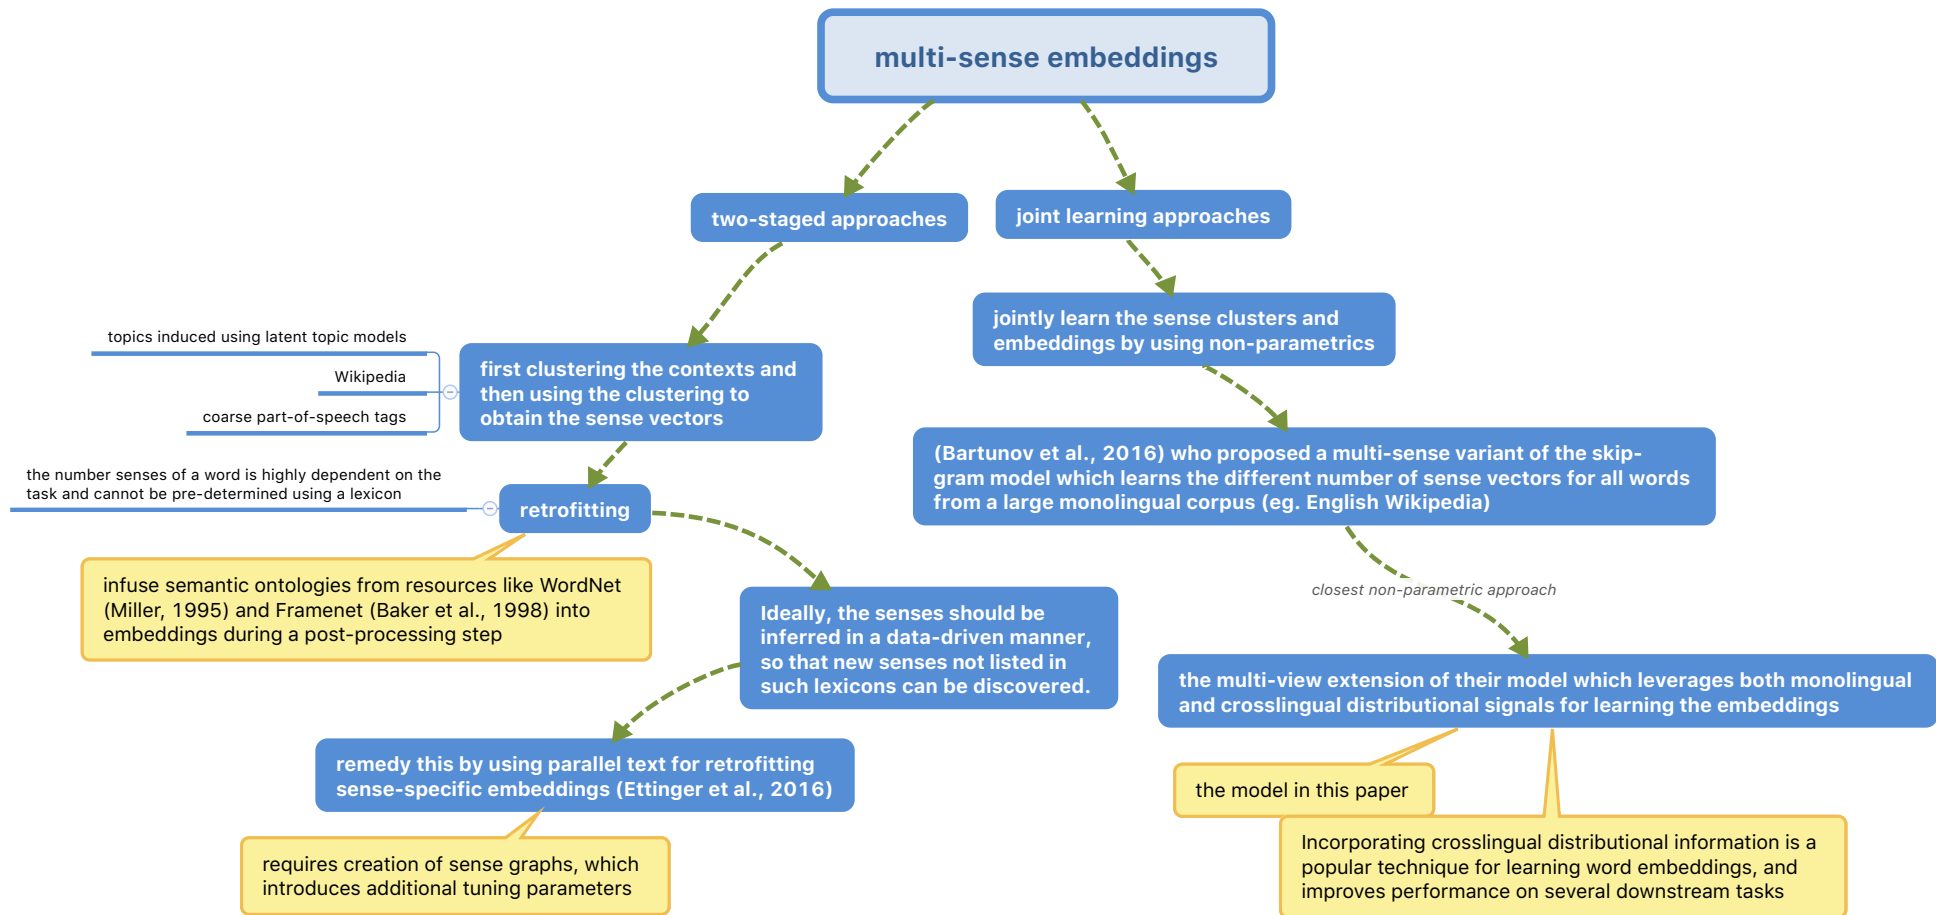 multi-sense embeddings
two-staged approaches
joint learning approaches
jointly learn the sense clusters and
embeddings by using non-parametrics
topics induced using latent topic models
Wikipedia
coarse part-of-speech tags
first clustering the contexts and
then using the clustering to
obtain the sense vectors
(Bartunov et al., 2016) who proposed a multi-sense variant of the skip-
gram model which learns the different number of sense vectors for all words
from a large monolingual corpus (eg. English Wikipedia)
the number senses of a word is highly dependent on the
task and cannot be pre-determined using a lexicon
retrofitting
infuse semantic ontologies from resources like WordNet
(Miller, 1995) and Framenet (Baker et al., 1998) into
embeddings during a post-processing step
closest non-parametric approach
Ideally, the senses should be
inferred in a data-driven manner,
so that new senses not listed in
such lexicons can be discovered.
the multi-view extension of their model which leverages both monolingual
and crosslingual distributional signals for learning the embeddings
remedy this by using parallel text for retrofitting
sense-specific embeddings (Ettinger et al., 2016)
the model in this paper
requires creation of sense graphs, which
introduces additional tuning parameters
Incorporating crosslingual distributional information is a
popular technique for learning word embeddings, and
improves performance on several downstream tasks